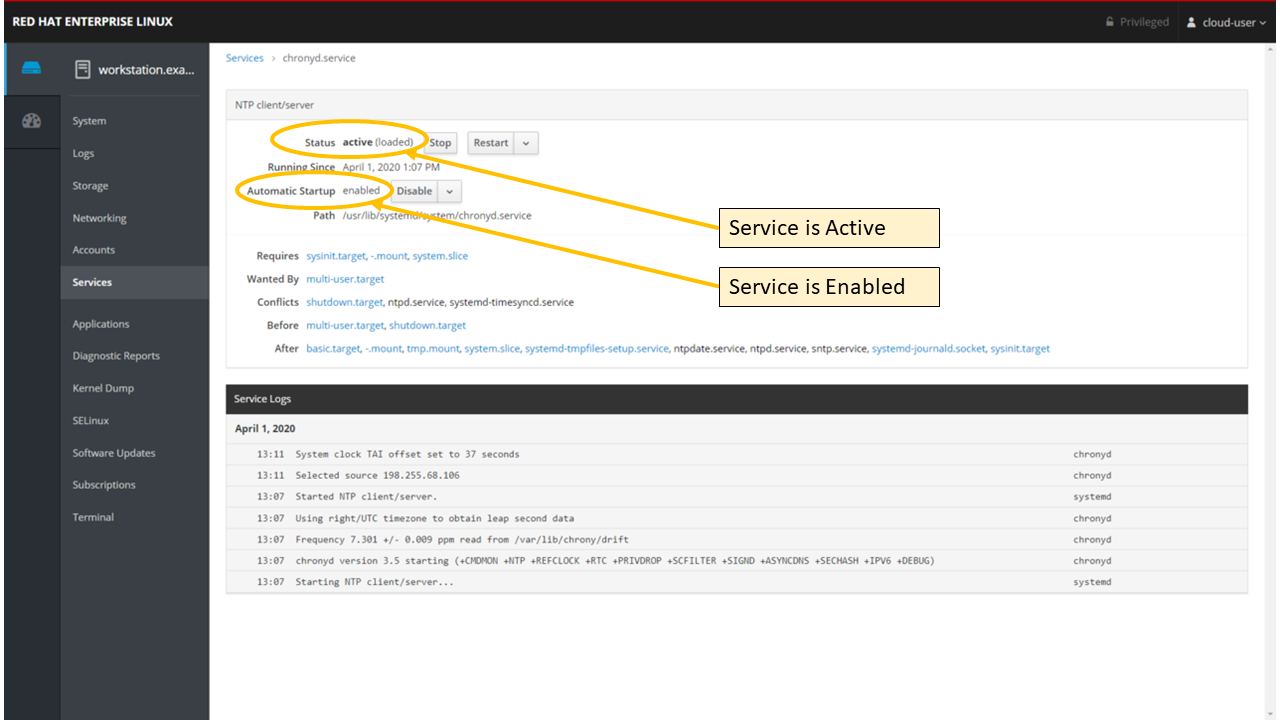 RED HAT ENTERPRISE LINUX
Privileged
cloud-user
workstation.exa...
System
Logs
Storage
Networking
Accounts
Services
Applications
Diagnostic Reports
Kernel Dump
SELinux
Software Updates
Subscriptions
Terminal
Services > chronyd.service
NTP client/server
Status active (loaded) Stop Restart
Running Since April 1, 2020 1:07 PM
Automatic Startup enabled Disable
Path /usr/lib/systemd/system/chronyd.service
Service is Active
Service is Enabled
Requires sysinit.target, -.mount, system.slice
Wanted By multi-user.target
Conflicts shutdown.target, ntpd.service, systemd-timesyncd.service
Before multi-user.target, shutdown.target
After basic.target, -.mount, tmp.mount, system.slice, systemd-tmpfiles-setup.service, ntpdate.service, ntpd.service, sntp.service, systemd-journald.socket, sysinit.target
Service Logs
April 1, 2020
13:11 System clock TAI offset set to 37 seconds chronyd
13:11 Selected source 198.255.68.106 chronyd
13:07 Started NTP client/server. systemd
13:07 Using right/UTC timezone to obtain leap second data chronyd
13:07 Frequency 7.301 +/- 0.009 ppm read from /var/lib/chrony/drift chronyd
13:07 chronyd version 3.5 starting (+CMDMON +NTP +REFCLOCK +RTC +PRIVDROP +SCFILTER +SIGND +ASYNCDNS +SECHASH +IPV6 +DEBUG) chronyd
13:07 Starting NTP client/server... systemd